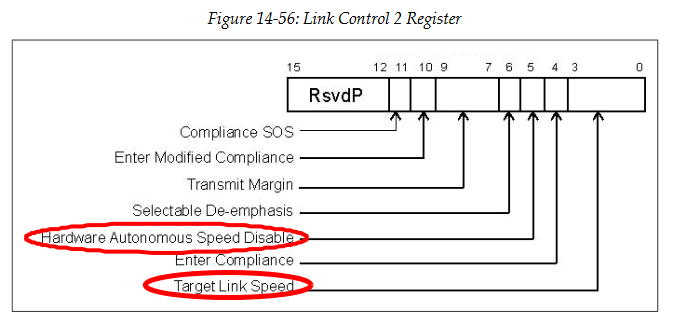 Figure 14-56: Link Control 2 Register
15 12 11 10 9 7 6 5 4 3 0
RsvdP
Compliance SOS
Enter Modified Compliance
Transmit Margin
Selectable De-emphasis
Hardware Autonomous Speed Disable
Enter Compliance
Target Link Speed